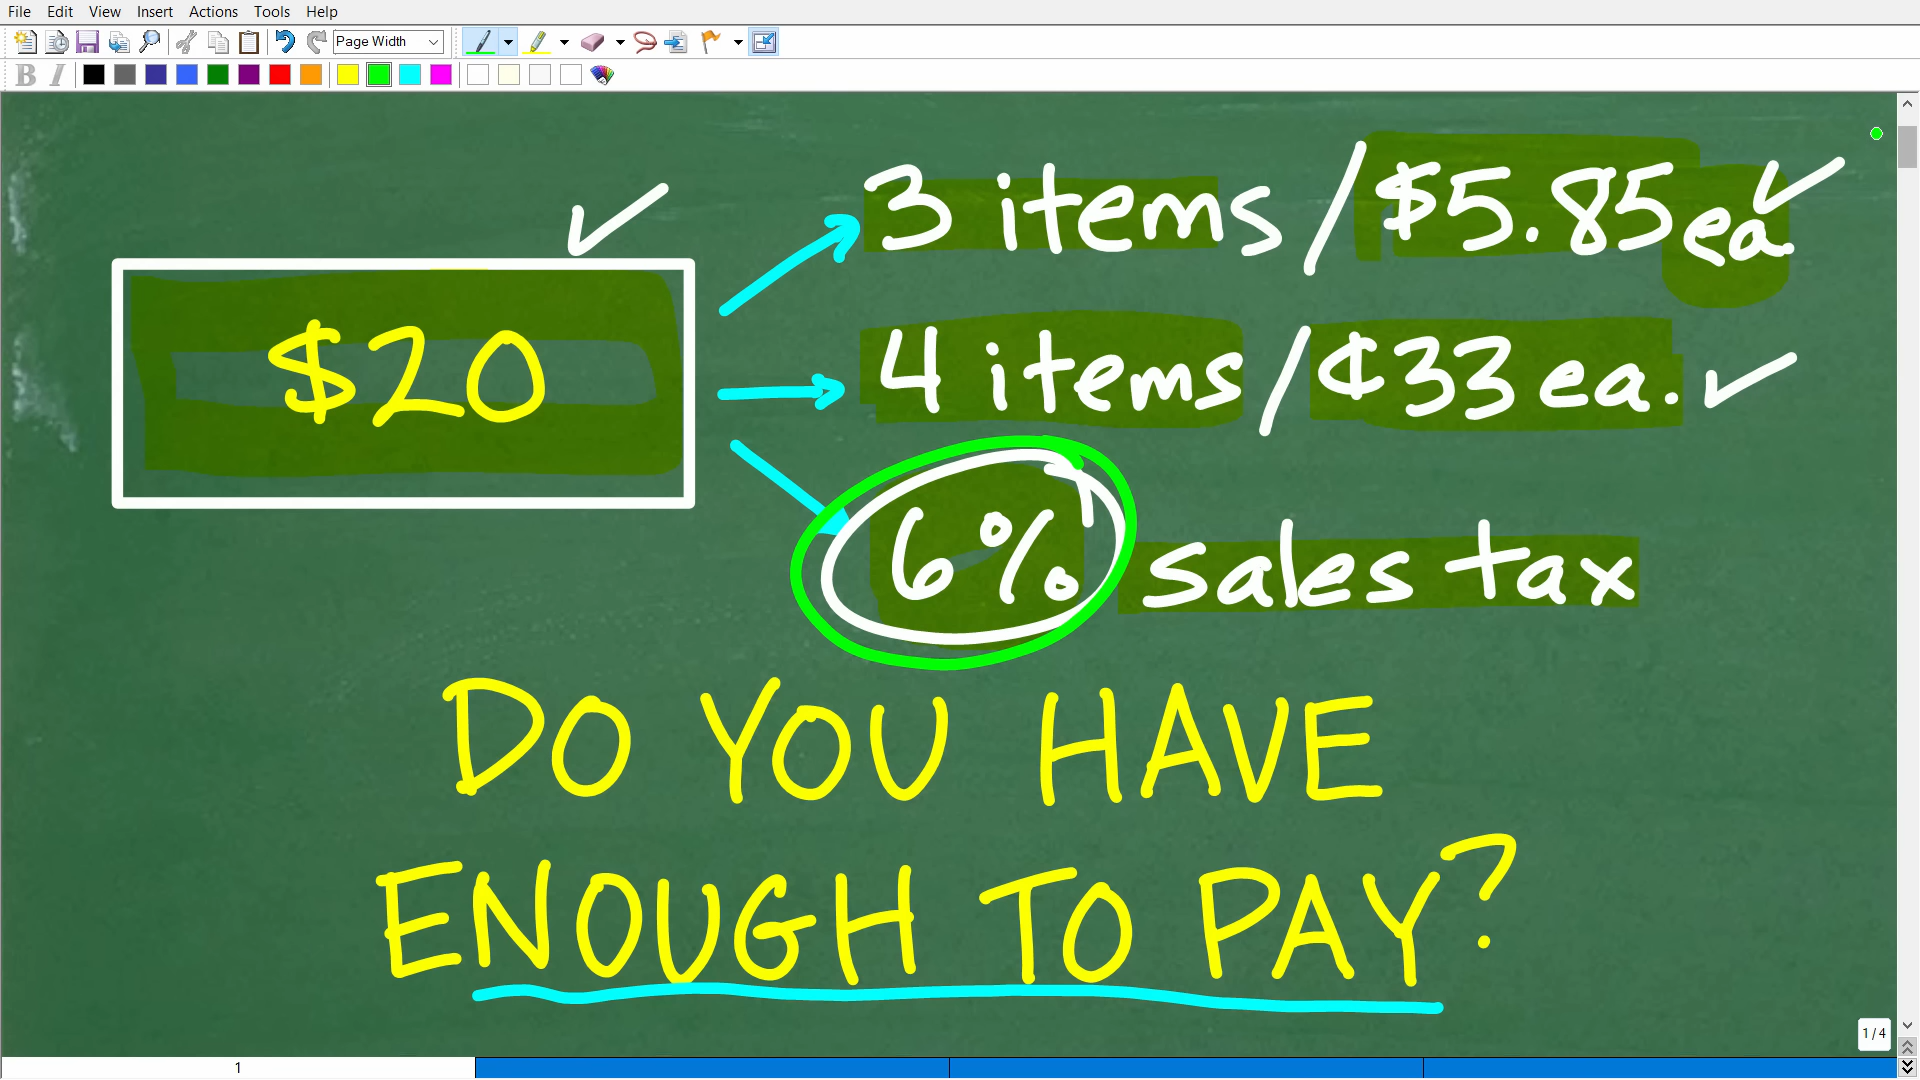 File Edit View Insert Actions Tools Help
Page Width
B I
$20
3 items / $5.85 ea
4 items / ¢33 ea.
6% sales tax
DO YOU HAVE
ENOUGH TO PAY?
1 / 4
1